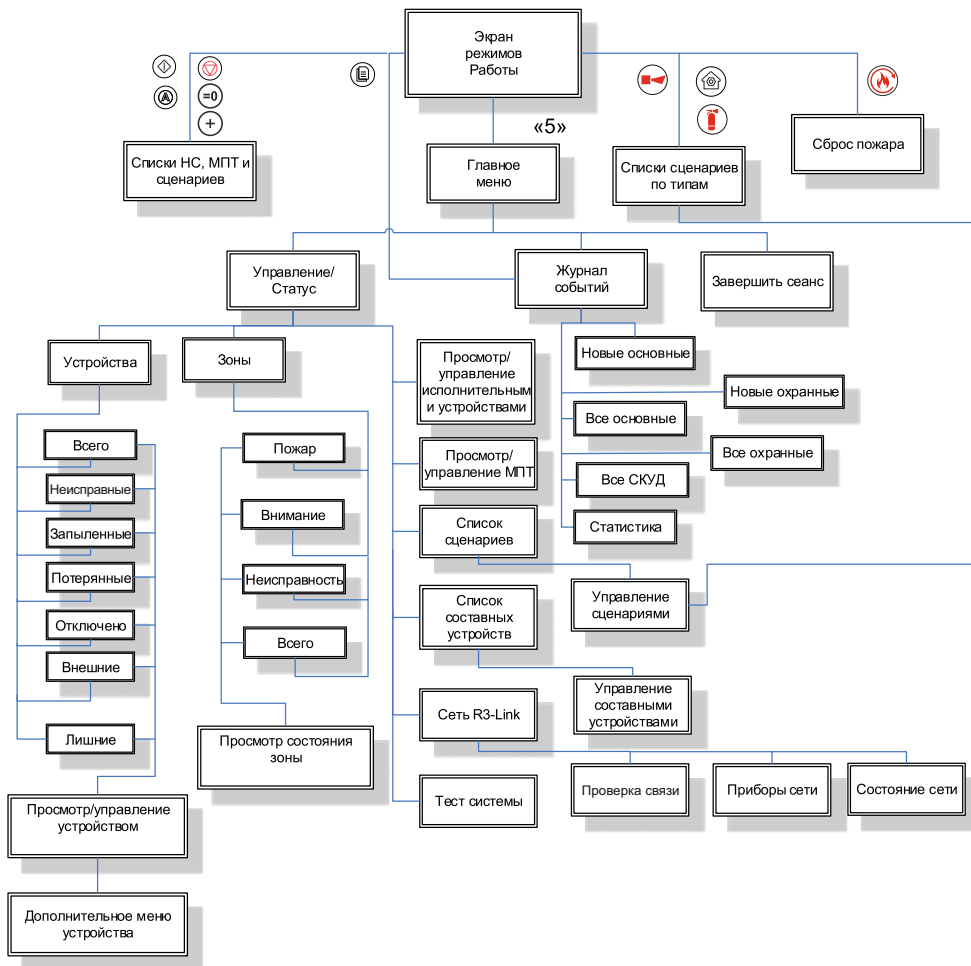 Экран
режимов
Работы
«5»
=0
A
+
Списки НС, МПТ и
сценариев
Главное
меню
Списки сценариев
по типам
Сброс пожара
Управление/
Статус
Журнал
событий
Завершить сеанс
Устройства
Зоны
Просмотр/
управление
исполнительным
и устройствами
Новые основные
Новые охранные
Все основные
Все охранные
Все СКУД
Статистика
Всего
Неисправные
Запыленные
Потерянные
Отключено
Внешние
Лишние
Пожар
Внимание
Неисправность
Всего
Просмотр/
управление МПТ
Список
сценариев
Управление
сценариями
Список
составных
устройств
Управление
составными
устройствами
Сеть R3-Link
Просмотр состояния
зоны
Проверка связи
Приборы сети
Состояние сети
Тест системы
Просмотр/управление
устройством
Дополнительное меню
устройства